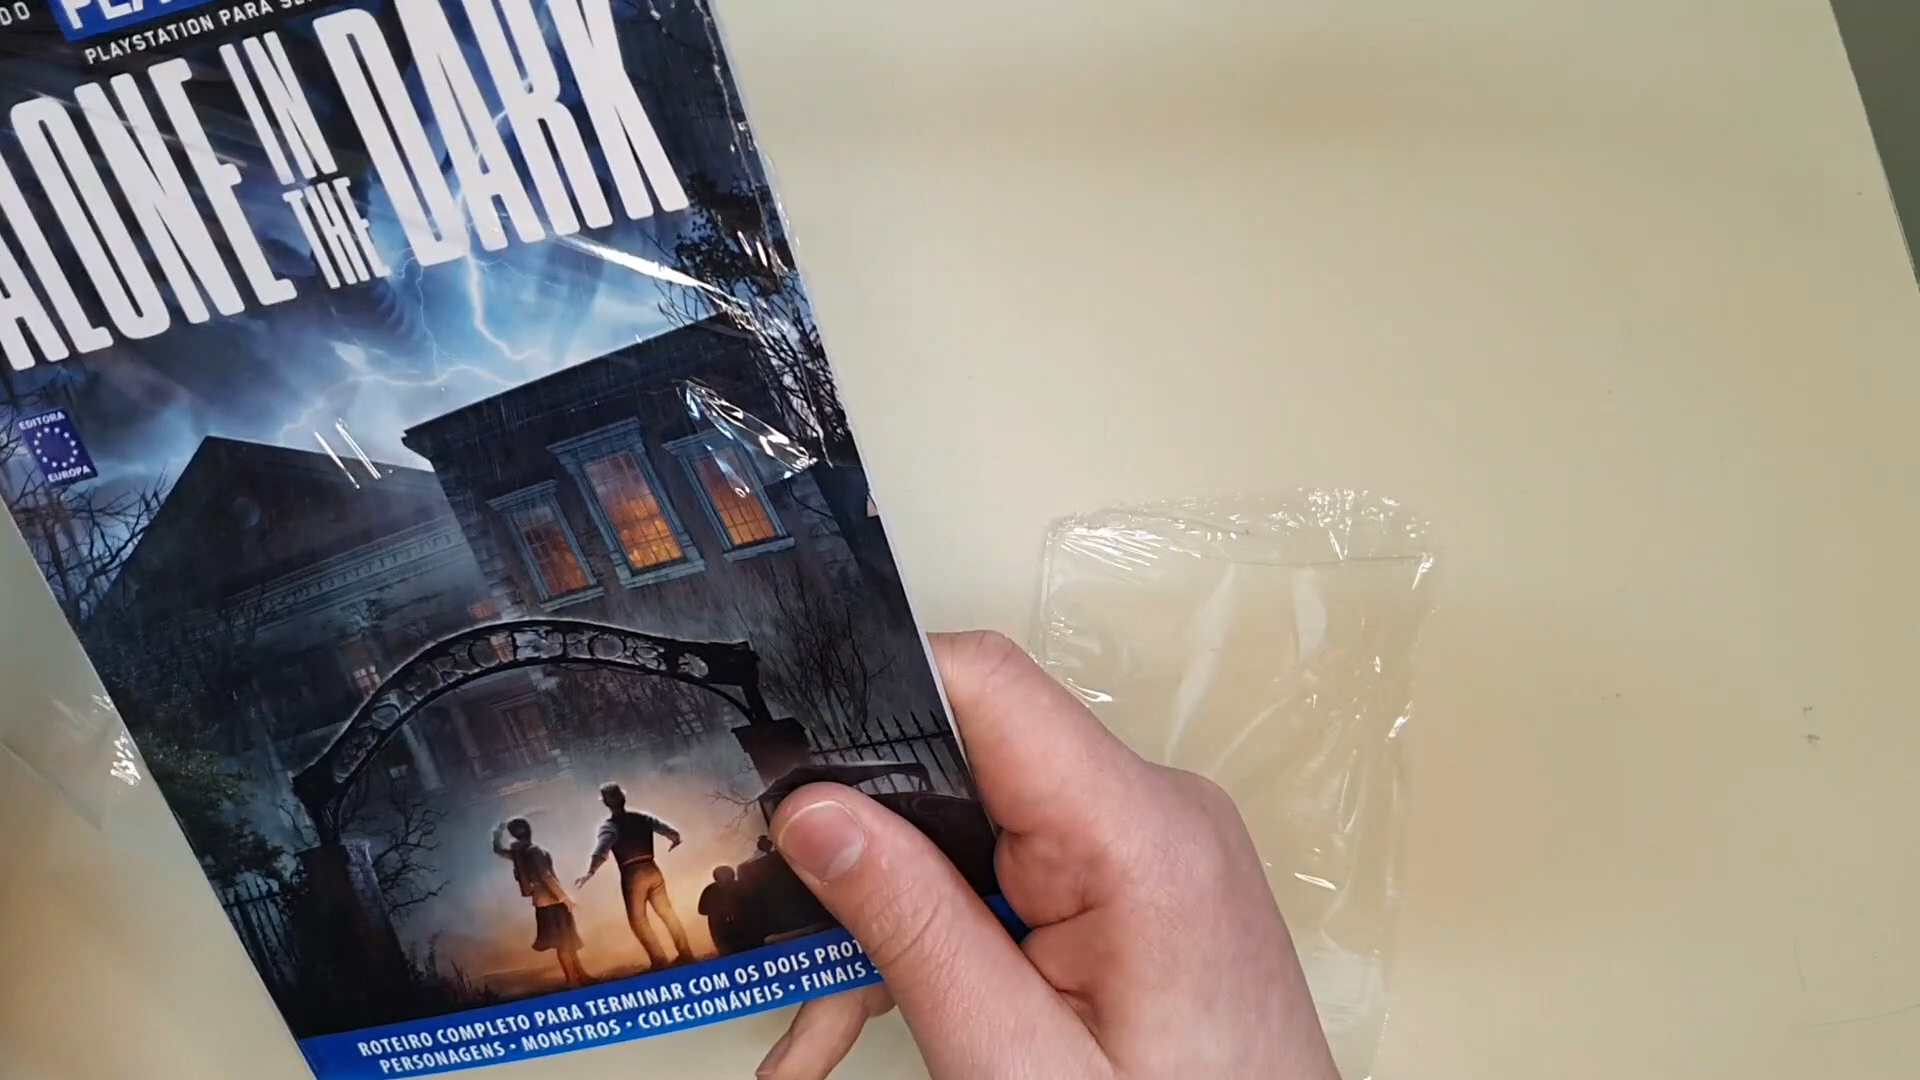 PLAYSTATION PARA
ALONE IN THE DARK
EDITORA
EUROPA
DERCETO
ROTEIRO COMPLETO PARA TERMINAR COM OS DOIS
PERSONAGENS • MONSTROS • COLECIONÁVEIS • FINAIS